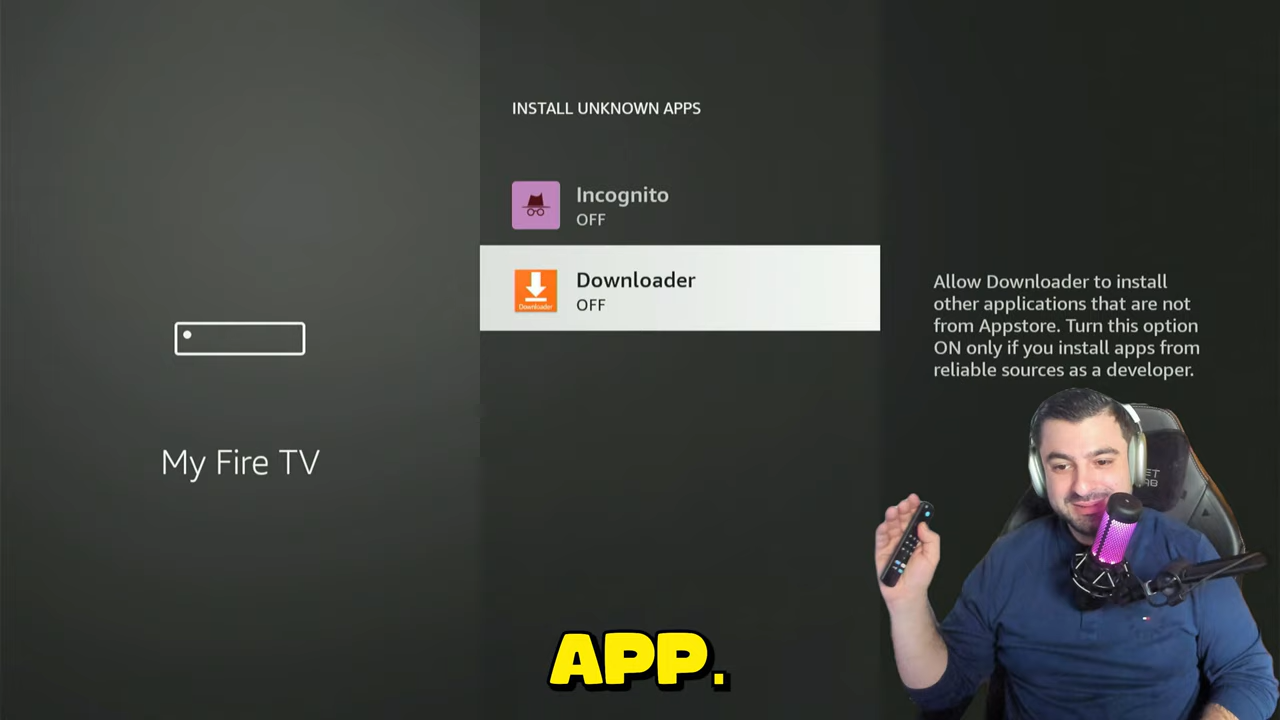 INSTALL UNKNOWN APPS
Incognito
OFF
Downloader
Downloader
OFF
Allow Downloader to install
other applications that are not
from Appstore. Turn this option
ON only if you install apps from
reliable sources as a developer.
My Fire TV
APP.